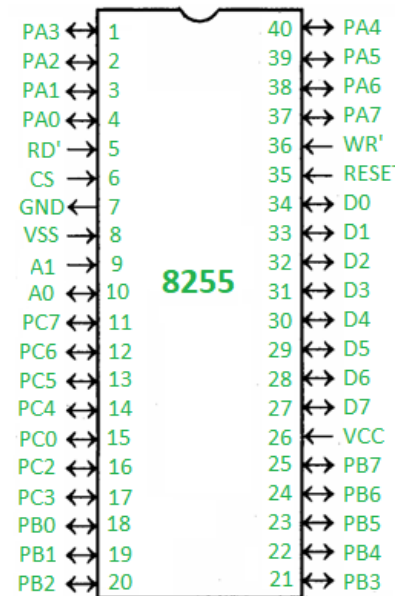 PA3 1 40 PA4
PA2 2 39 PA5
PA1 3 38 PA6
PA0 4 37 PA7
RD' 5 36 WR'
CS 6 35 RESET
GND 7 34 D0
VSS 8 33 D1
A1 9 32 D2
A0 10 8255 31 D3
PC7 11 30 D4
PC6 12 29 D5
PC5 13 28 D6
PC4 14 27 D7
PC0 15 26 VCC
PC2 16 25 PB7
PC3 17 24 PB6
PB0 18 23 PB5
PB1 19 22 PB4
PB2 20 21 PB3